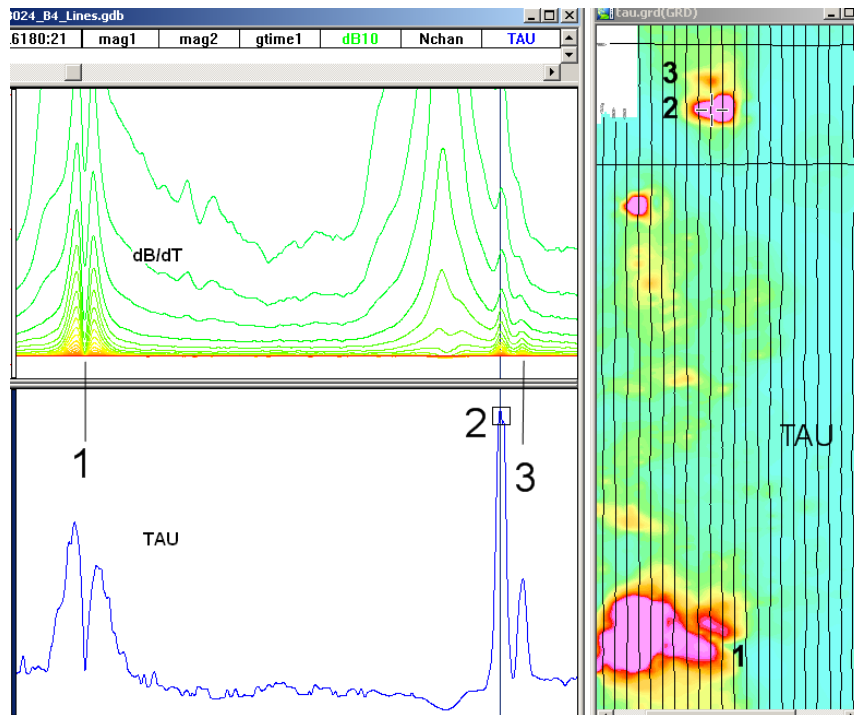 3024_B4_Lines.gdb
6180:21 mag1 mag2 gtime1 dB10 Nchan TAU
dB/dT
1
2
3
TAU
tau.grd(GRD)
3
2
TAU
1